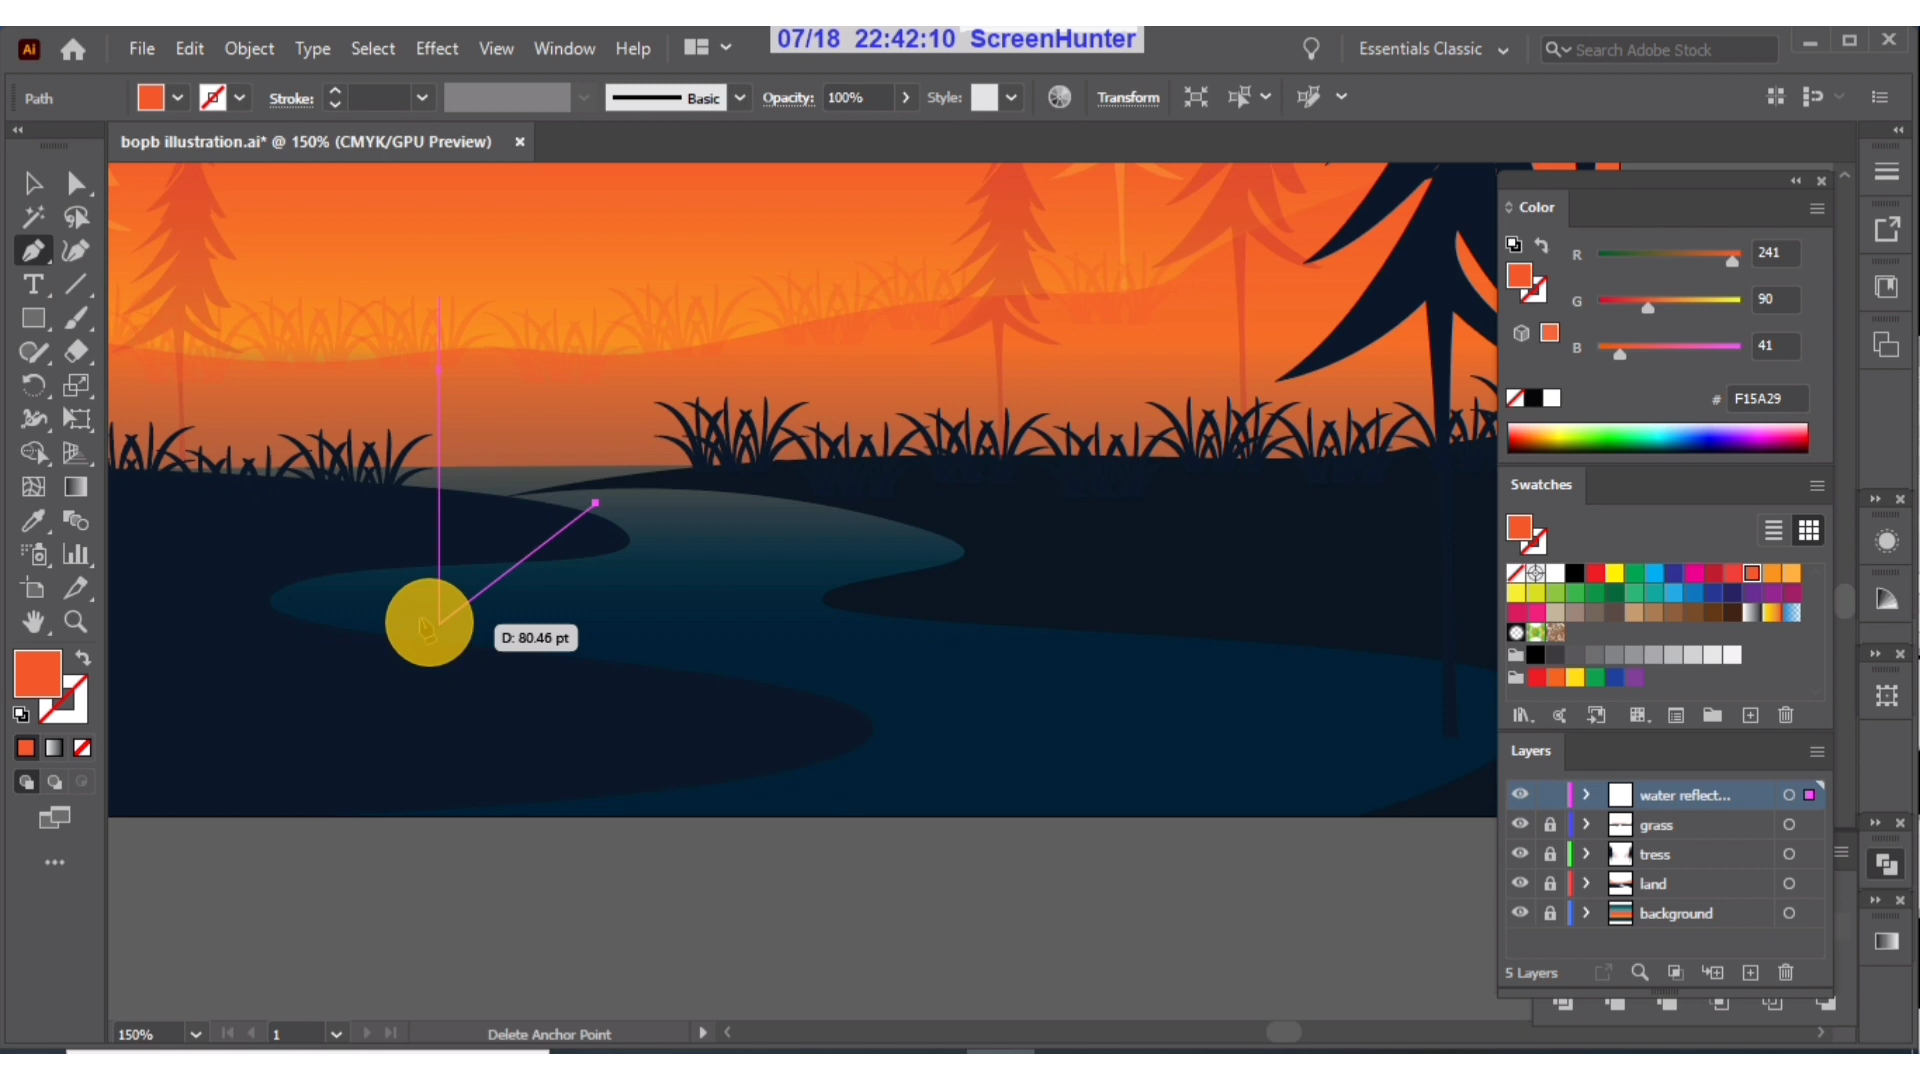 07/18 22:42:10 ScreenHunter
Ai File Edit Object Type Select Effect View Window Help Essentials Classic Search Adobe Stock
Path Stroke: Basic Opacity: 100% Style: Transform
bopb illustration.ai* @ 150% (CMYK/GPU Preview)
Color
R 241
G 90
B 41
# F15A29
Swatches
D: 80.46 pt
Layers
water reflect...
grass
tress
land
background
5 Layers
150% 1 Delete Anchor Point